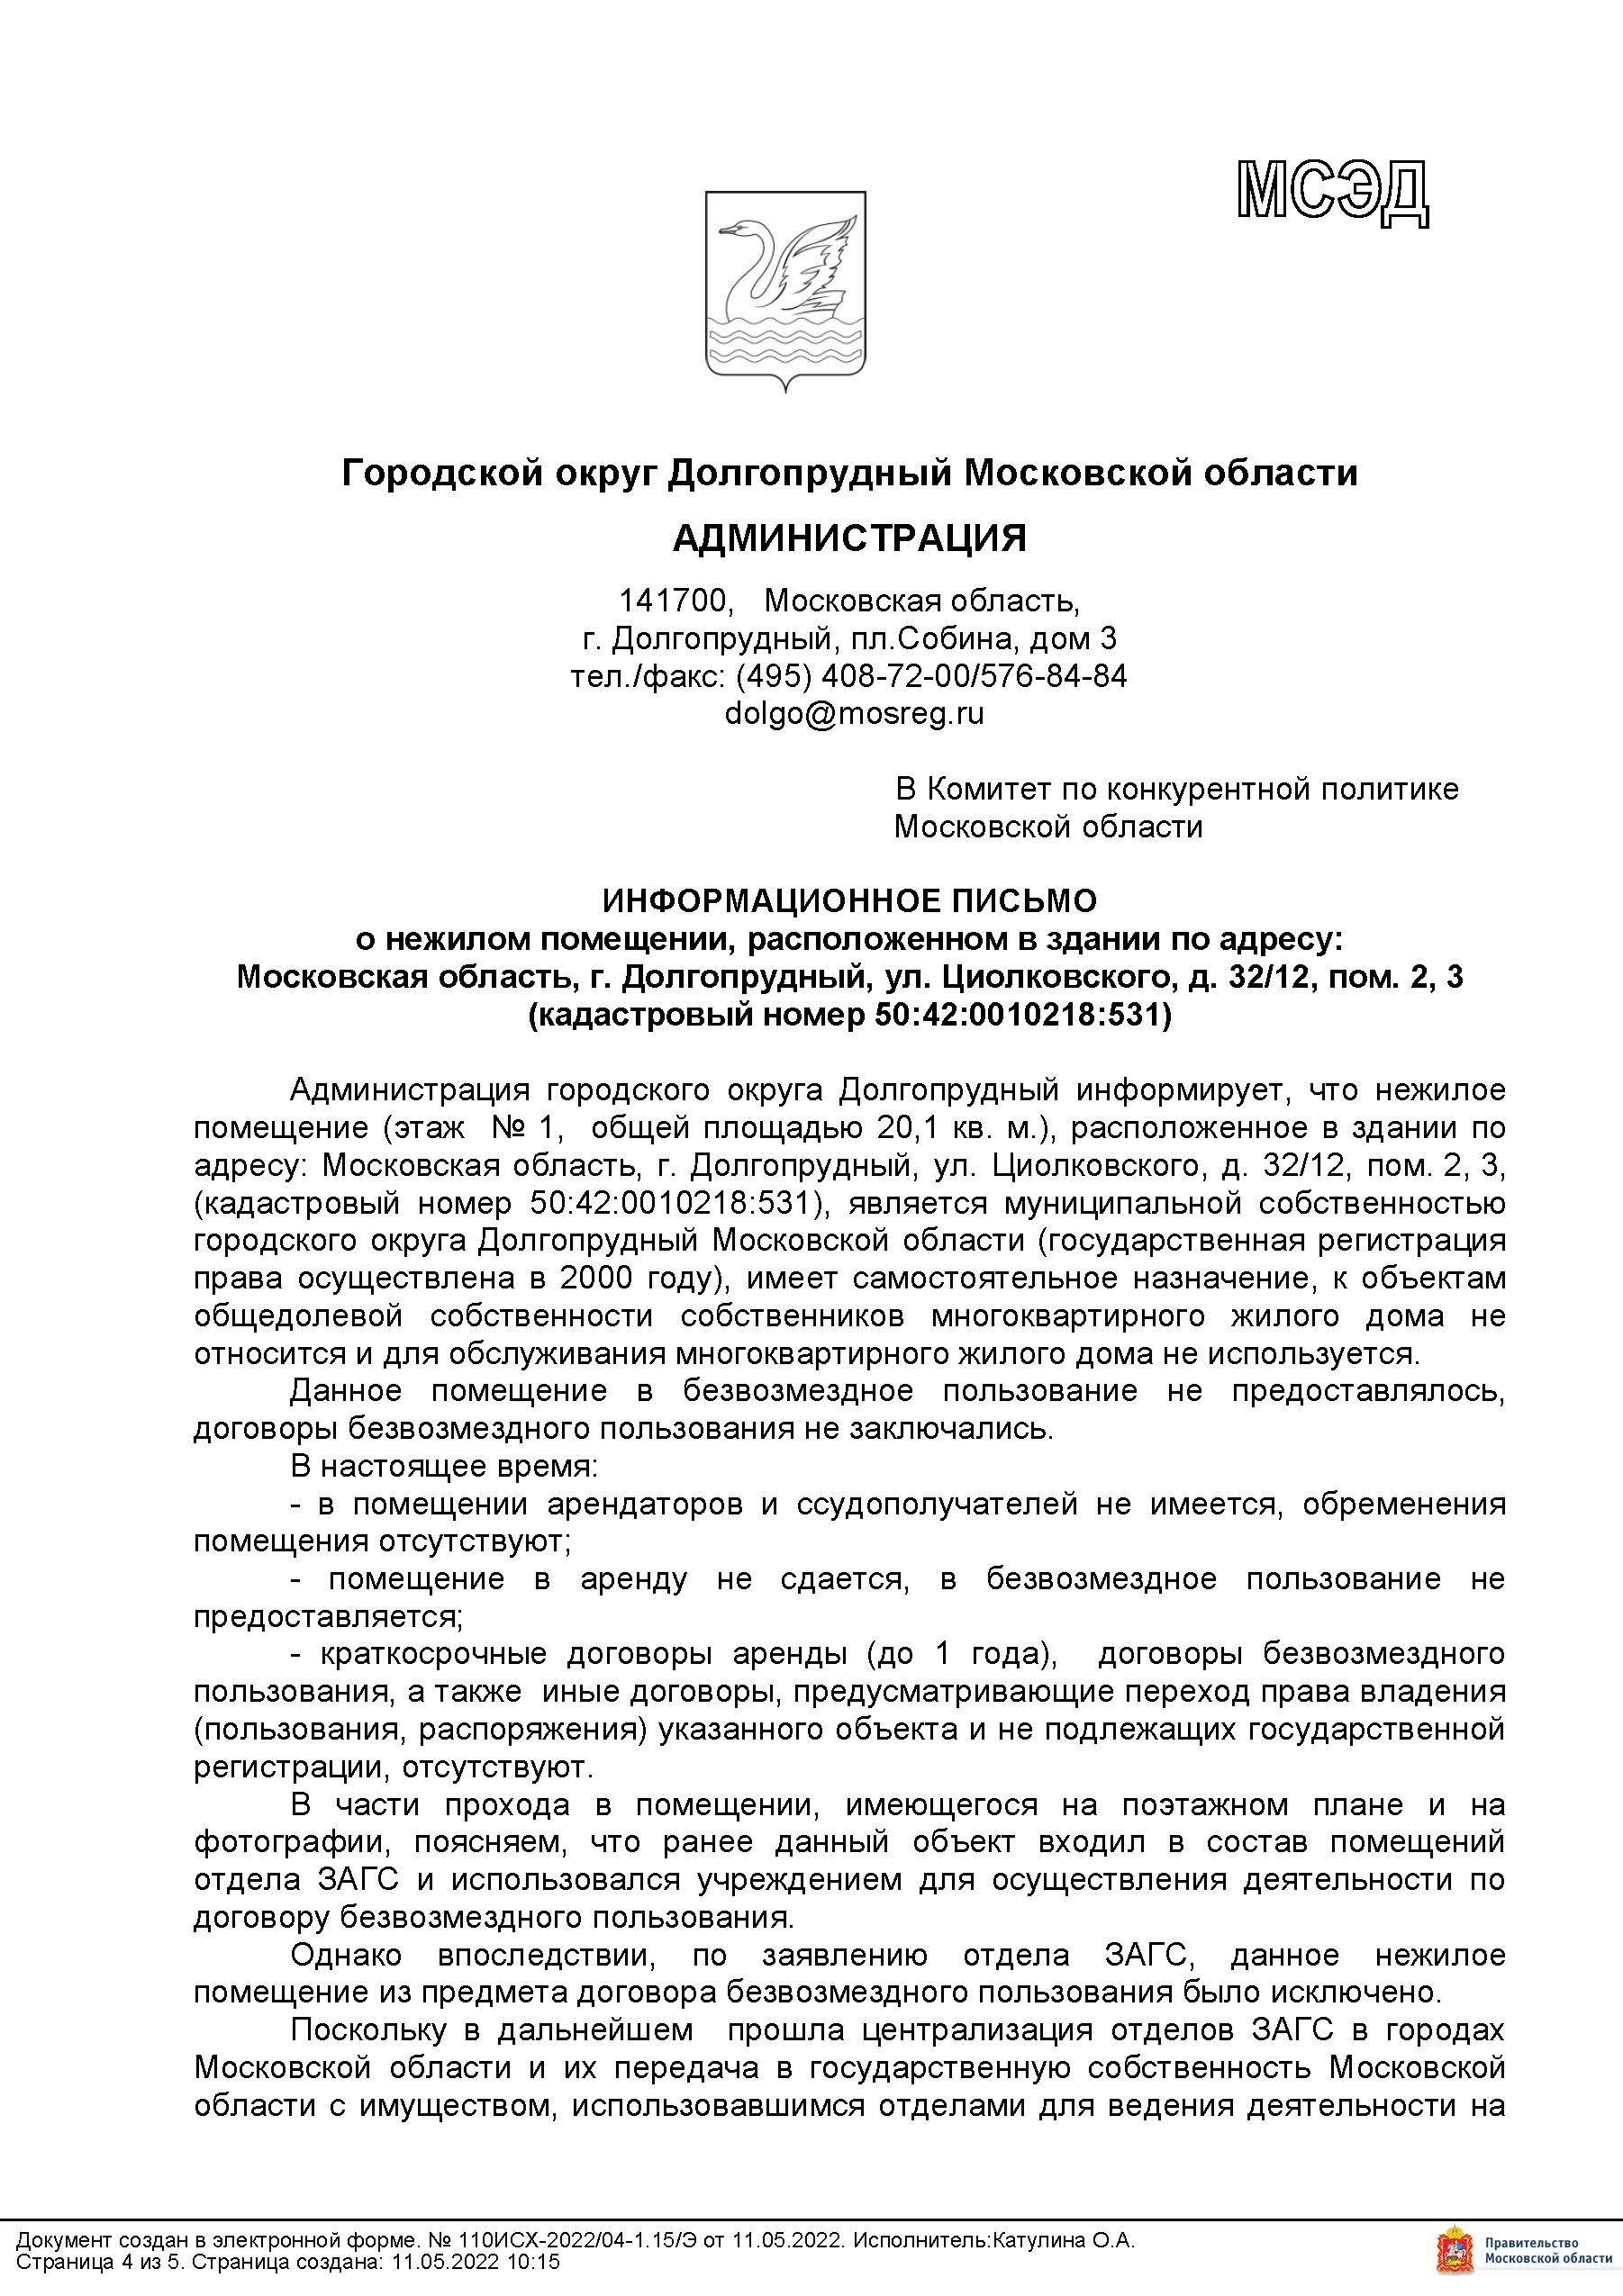 МСЭД
Городской округ Долгопрудный Московской области
АДМИНИСТРАЦИЯ
141700, Московская область,
г. Долгопрудный, пл.Собина, дом 3
тел./факс: (495) 408-72-00/576-84-84
dolgo@mosreg.ru
В Комитет по конкурентной политике
Московской области
ИНФОРМАЦИОННОЕ ПИСЬМО
о нежилом помещении, расположенном в здании по адресу:
Московская область, г. Долгопрудный, ул. Циолковского, д. 32/12, пом. 2, 3
(кадастровый номер 50:42:0010218:531)
Администрация городского округа Долгопрудный информирует, что нежилое
помещение (этаж № 1, общей площадью 20,1 кв. м.), расположенное в здании по
адресу: Московская область, г. Долгопрудный, ул. Циолковского, д. 32/12, пом. 2, 3,
(кадастровый номер 50:42:0010218:531), является муниципальной собственностью
городского округа Долгопрудный Московской области (государственная регистрация
права осуществлена в 2000 году), имеет самостоятельное назначение, к объектам
общедолевой собственности собственников многоквартирного жилого дома не
относится и для обслуживания многоквартирного жилого дома не используется.
Данное помещение в безвозмездное пользование не предоставлялось,
договоры безвозмездного пользования не заключались.
В настоящее время:
- в помещении арендаторов и ссудополучателей не имеется, обременения
помещения отсутствуют;
- помещение в аренду не сдается, в безвозмездное пользование не
предоставляется;
- краткосрочные договоры аренды (до 1 года), договоры безвозмездного
пользования, а также иные договоры, предусматривающие переход права владения
(пользования, распоряжения) указанного объекта и не подлежащих государственной
регистрации, отсутствуют.
В части прохода в помещении, имеющегося на поэтажном плане и на
фотографии, поясняем, что ранее данный объект входил в состав помещений
отдела ЗАГС и использовался учреждением для осуществления деятельности по
договору безвозмездного пользования.
Однако впоследствии, по заявлению отдела ЗАГС, данное нежилое
помещение из предмета договора безвозмездного пользования было исключено.
Поскольку в дальнейшем прошла централизация отделов ЗАГС в городах
Московской области и их передача в государственную собственность Московской
области с имуществом, использовавшимся отделами для ведения деятельности на
Документ создан в электронной форме. № 110ИСХ-2022/04-1.15/Э от 11.05.2022. Исполнитель:Катулина О.А.
Страница 4 из 5. Страница создана: 11.05.2022 10:15
Правительство
Московской области